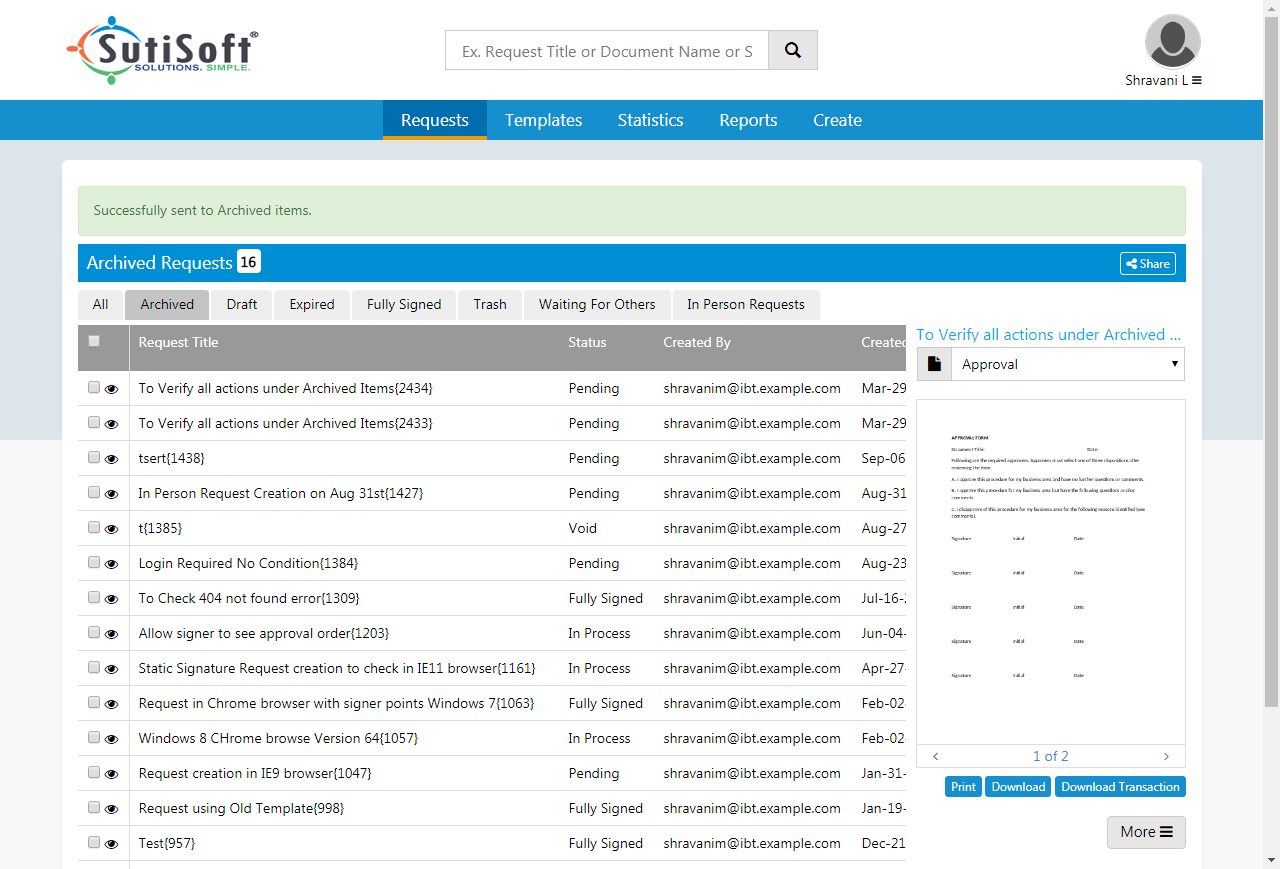 SutiSoft®
SOLUTIONS. SIMPLE.
Ex. Request Title or Document Name or S
Shravani L
Requests Templates Statistics Reports Create
Successfully sent to Archived items.
Archived Requests 16
Share
All Archived Draft Expired Fully Signed Trash Waiting For Others In Person Requests
Request Title Status Created By Created
To Verify all actions under Archived Items{2434} Pending shravanim@ibt.example.com Mar-29
To Verify all actions under Archived Items{2433} Pending shravanim@ibt.example.com Mar-29
tsert{1438} Pending shravanim@ibt.example.com Sep-06
In Person Request Creation on Aug 31st{1427} Pending shravanim@ibt.example.com Aug-31
t{1385} Void shravanim@ibt.example.com Aug-27
Login Required No Condition{1384} Pending shravanim@ibt.example.com Aug-23
To Check 404 not found error{1309} Fully Signed shravanim@ibt.example.com Jul-16-
Allow signer to see approval order{1203} In Process shravanim@ibt.example.com Jun-04-
Static Signature Request creation to check in IE11 browser{1161} In Process shravanim@ibt.example.com Apr-27-
Request in Chrome browser with signer points Windows 7{1063} Fully Signed shravanim@ibt.example.com Feb-02-
Windows 8 CHrome browse Version 64{1057} In Process shravanim@ibt.example.com Feb-02-
Request creation in IE9 browser{1047} Pending shravanim@ibt.example.com Jan-31-
Request using Old Template{998} Fully Signed shravanim@ibt.example.com Jan-19-
Test{957} Fully Signed shravanim@ibt.example.com Dec-21
To Verify all actions under Archived ...
Approval
APPROVAL FORM
Document Title: Date:
Following are the required approvers. Approvers must select one of three dispositions after
reviewing the item:
A. I approve this procedure for my business area and have no further questions or comments.
B. I approve this procedure for my business area but have the following questions and/or
comments.
C. I disapprove of this procedure for my business area for the following reasons identified (see
comments).
Signature Initial Date
Signature Initial Date
Signature Initial Date
Signature Initial Date
Signature Initial Date
1 of 2
Print Download Download Transaction
More